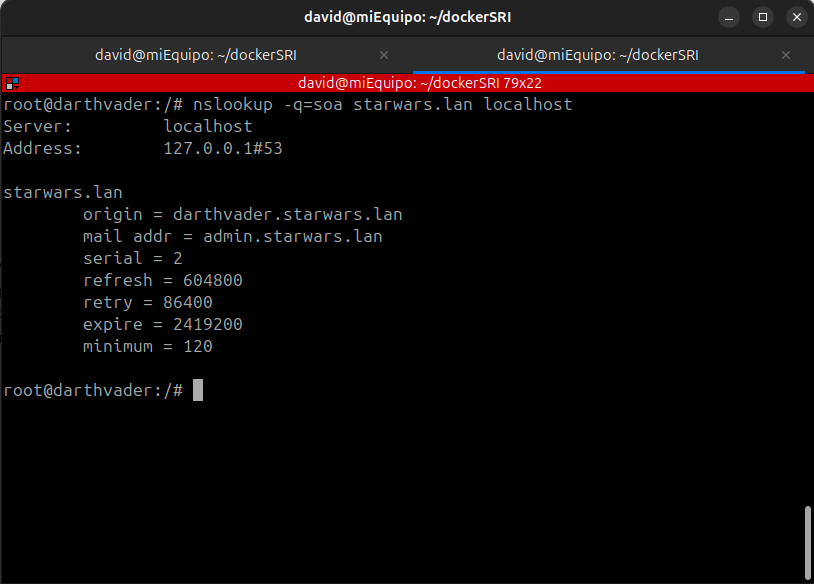 david@miEquipo: ~/dockerSRI
david@miEquipo: ~/dockerSRI
david@miEquipo: ~/dockerSRI
david@miEquipo: ~/dockerSRI 79x22
root@darthvader:/# nslookup -q=soa starwars.lan localhost
Server:         localhost
Address:        127.0.0.1#53
starwars.lan
        origin = darthvader.starwars.lan
        mail addr = admin.starwars.lan
        serial = 2
        refresh = 604800
        retry = 86400
        expire = 2419200
        minimum = 120
root@darthvader:/#